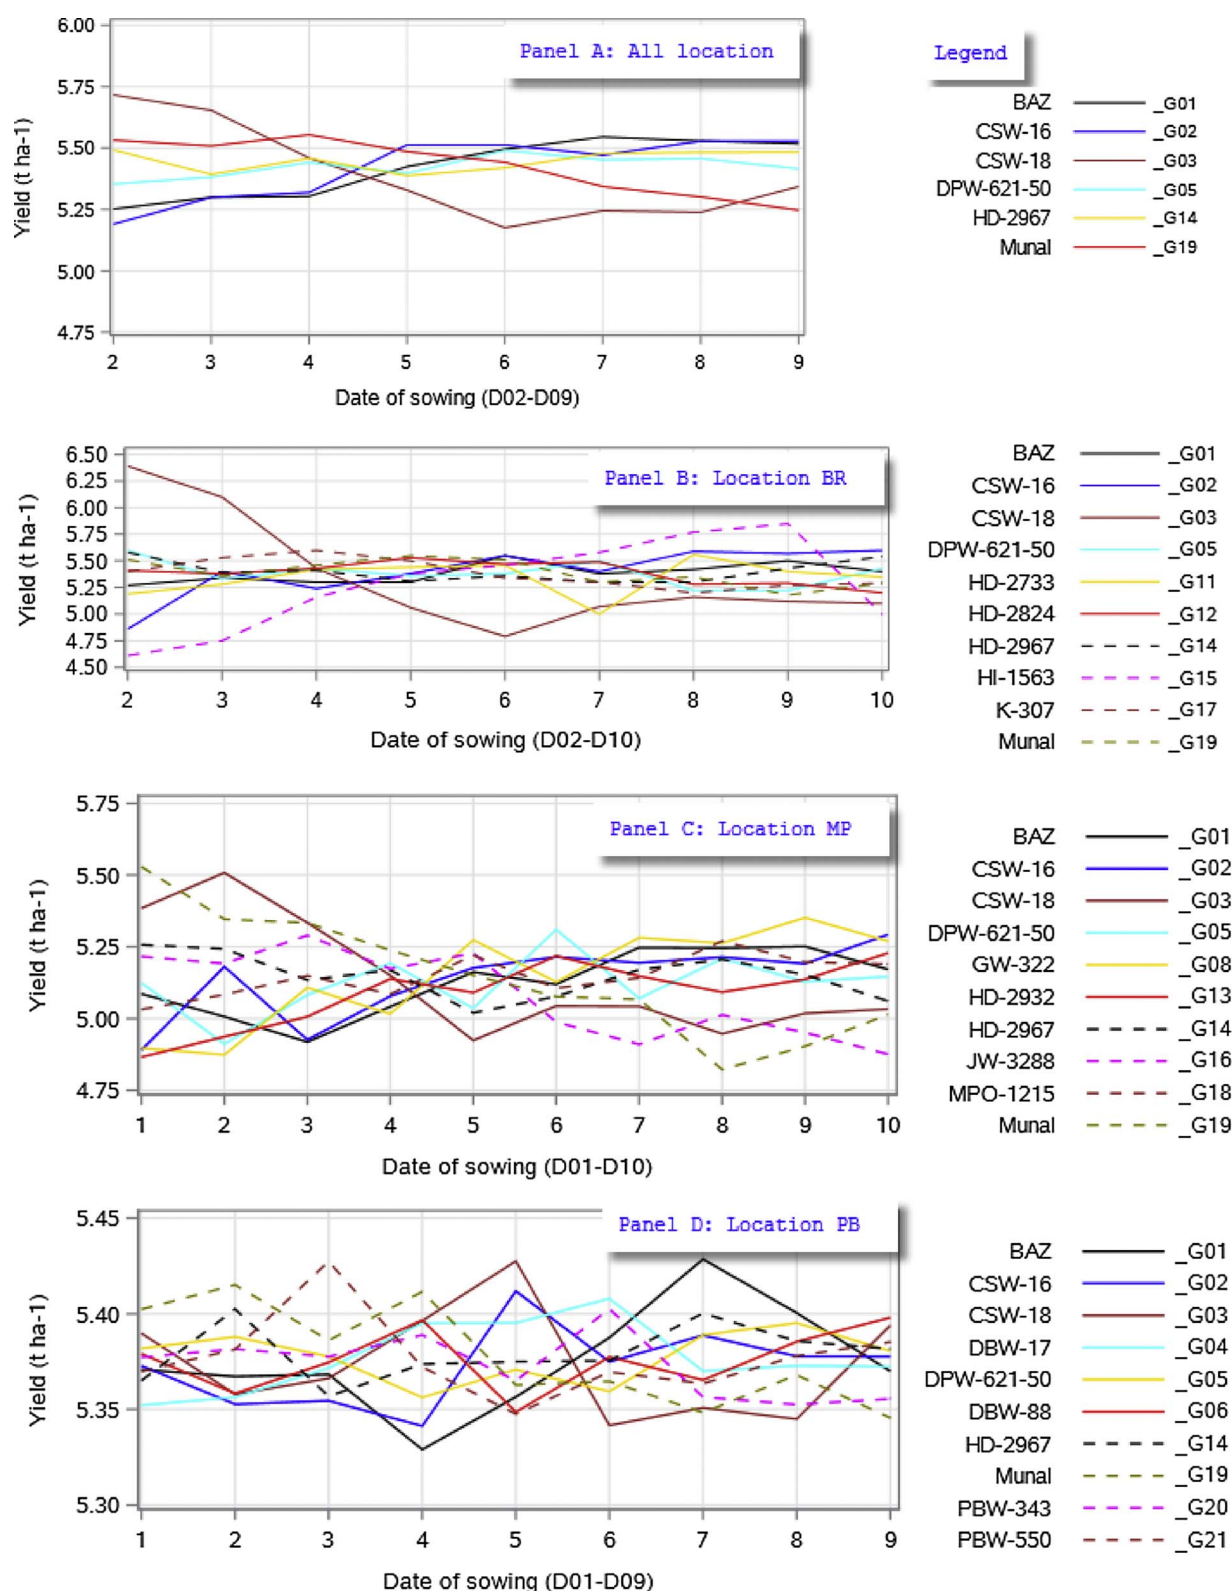 6.00
5.75
5.50
5.25
5.00
4.75
Yield (t ha-1)
2 3 4 5 6 7 8 9
Date of sowing (D02-D09)
Panel A: All location
Legend
BAZ _G01
CSW-16 _G02
CSW-18 _G03
DPW-621-50 _G05
HD-2967 _G14
Munal _G19
6.50
6.25
6.00
5.75
5.50
5.25
5.00
4.75
4.50
Yield (t ha-1)
2 3 4 5 6 7 8 9 10
Date of sowing (D02-D10)
Panel B: Location BR
BAZ _G01
CSW-16 _G02
CSW-18 _G03
DPW-621-50 _G05
HD-2733 _G11
HD-2824 _G12
HD-2967 _G14
HI-1563 _G15
K-307 _G17
Munal _G19
5.75
5.50
5.25
5.00
4.75
Yield (t ha-1)
1 2 3 4 5 6 7 8 9 10
Date of sowing (D01-D10)
Panel C: Location MP
BAZ _G01
CSW-16 _G02
CSW-18 _G03
DPW-621-50 _G05
GW-322 _G08
HD-2932 _G13
HD-2967 _G14
JW-3288 _G16
MPO-1215 _G18
Munal _G19
5.45
5.40
5.35
5.30
Yield (t ha-1)
1 2 3 4 5 6 7 8 9
Date of sowing (D01-D09)
Panel D: Location PB
BAZ _G01
CSW-16 _G02
CSW-18 _G03
DBW-17 _G04
DPW-621-50 _G05
DBW-88 _G06
HD-2967 _G14
Munal _G19
PBW-343 _G20
PBW-550 _G21